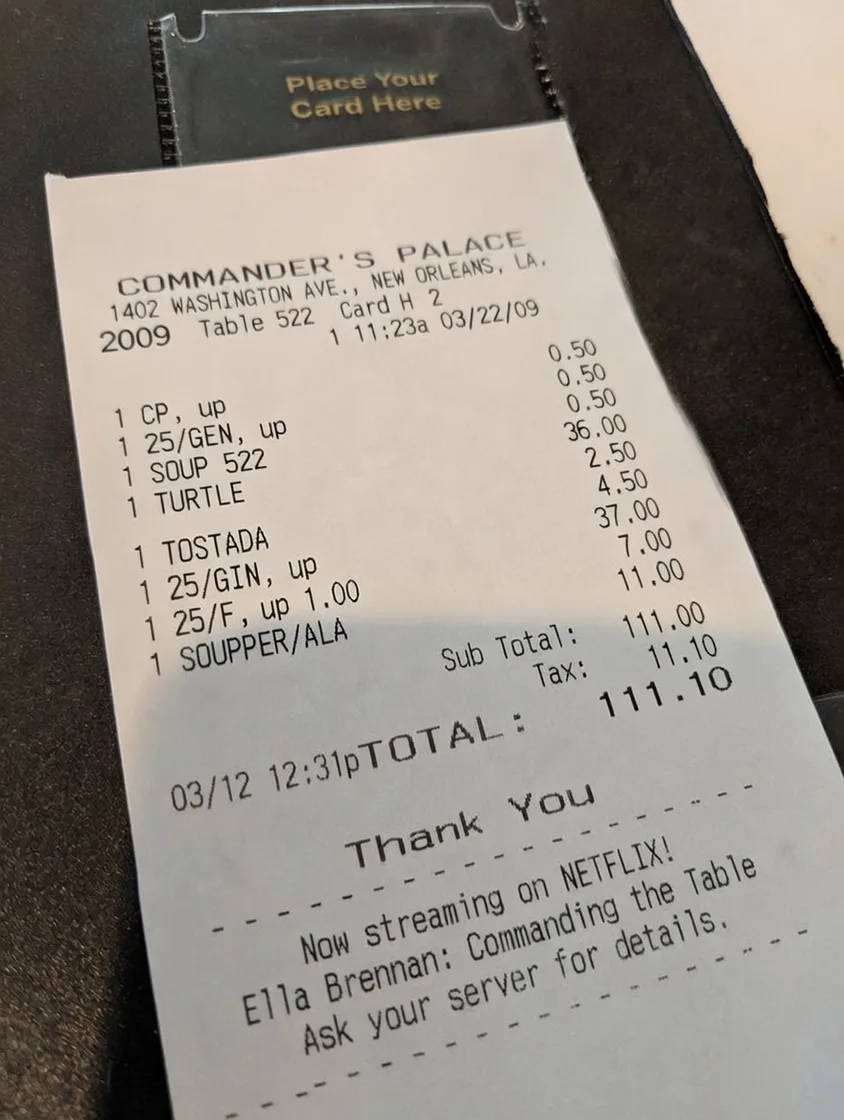 Place Your
Card Here
COMMANDER'S PALACE
1402 WASHINGTON AVE., NEW ORLEANS, LA.
2009 Table 522 Card H 2
1 11:23a 03/22/09
0.50
1 CP, up 0.50
1 25/GEN, up 0.50
1 SOUP 522 36.00
1 TURTLE 2.50
4.50
1 TOSTADA 37.00
1 25/GIN, up 7.00
1 25/F, up 1.00 11.00
1 SOUPPER/ALA
Sub Total: 111.00
Tax: 11.10
03/12 12:31pTOTAL: 111.10
Thank You
- - - - - - - - - - - - - - - - - -
Now streaming on NETFLIX!
Ella Brennan: Commanding the Table
Ask your server for details.
- - - - - - - - - - - - - - - - - -